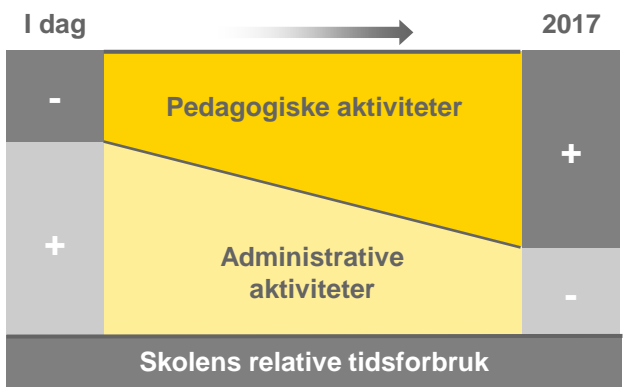 I dag
2017
-
Pedagogiske aktiviteter
+
+
Administrative
aktiviteter
-
Skolens relative tidsforbruk